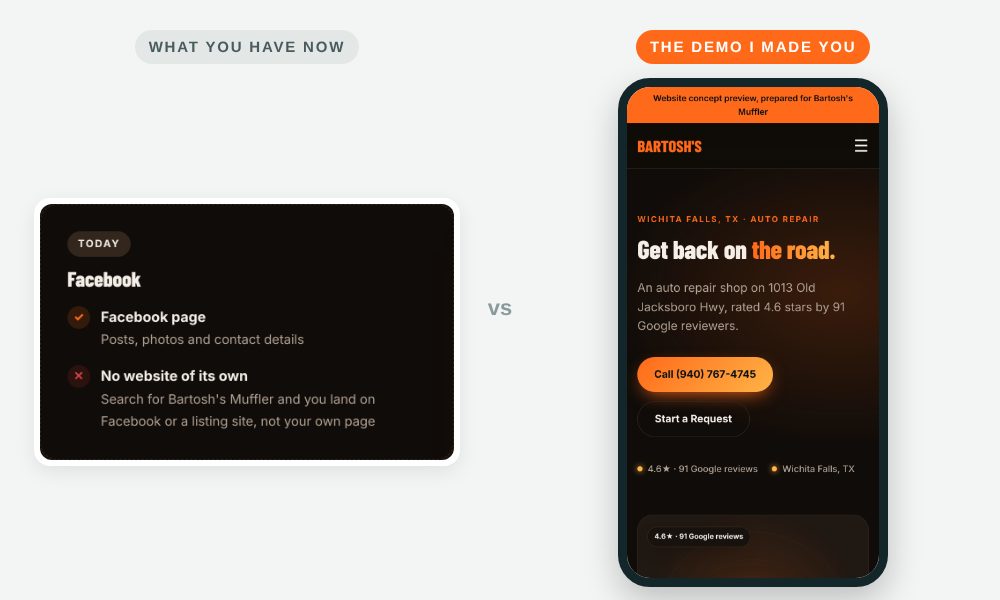 WHAT YOU HAVE NOW
TODAY
Facebook
Facebook page
Posts, photos and contact details
No website of its own
Search for Bartosh's Muffler and you land on
Facebook or a listing site, not your own page
vs
THE DEMO I MADE YOU
Website concept preview, prepared for Bartosh's
Muffler
BARTOSH'S
WICHITA FALLS, TX · AUTO REPAIR
Get back on the road.
An auto repair shop on 1013 Old
Jacksboro Hwy, rated 4.6 stars by 91
Google reviewers.
Call (940) 767-4745
Start a Request
4.6★ · 91 Google reviews
Wichita Falls, TX
4.6★ · 91 Google reviews